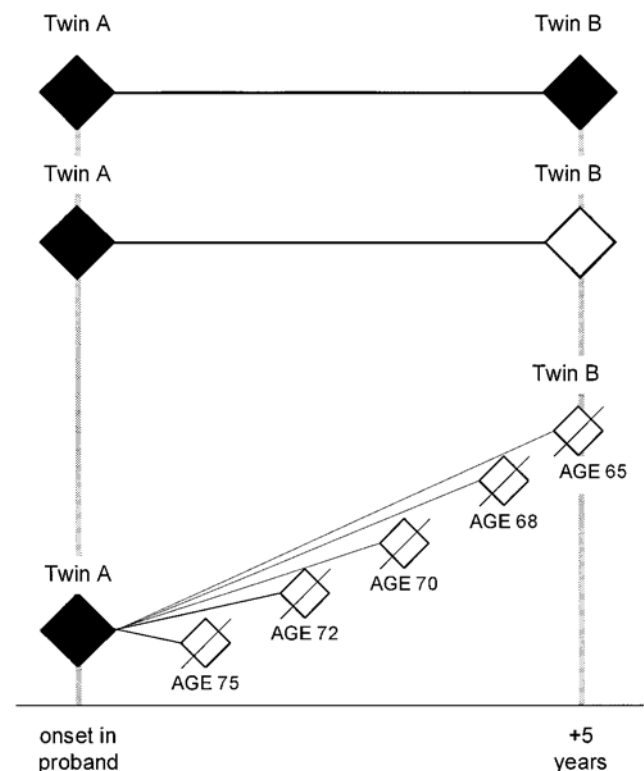 Twin A
Twin B
Twin A
Twin B
Twin B
AGE 65
AGE 68
AGE 70
Twin A
AGE 72
AGE 75
onset in
proband
+5
years